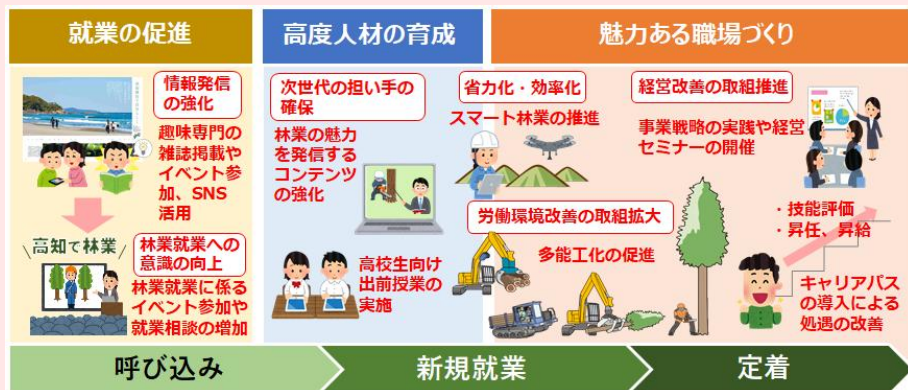 就業の促進
情報発信
の強化
趣味専門の
雑誌掲載や
イベント参
加、SNS
活用
高知で林業
林業就業への
意識の向上
林業就業に係る
イベント参加や
就業相談の増加
高度人材の育成
次世代の担い手の
確保
林業の魅力
を発信する
コンテンツ
の強化
高校生向け
出前授業の
実施
魅力ある職場づくり
省力化・効率化
スマート林業の推進
経営改善の取組推進
事業戦略の実践や経営
セミナーの開催
労働環境改善の取組拡大
多能工化の促進
・技能評価
・昇任、昇給
キャリアパス
の導入による
処遇の改善
呼び込み
新規就業
定着